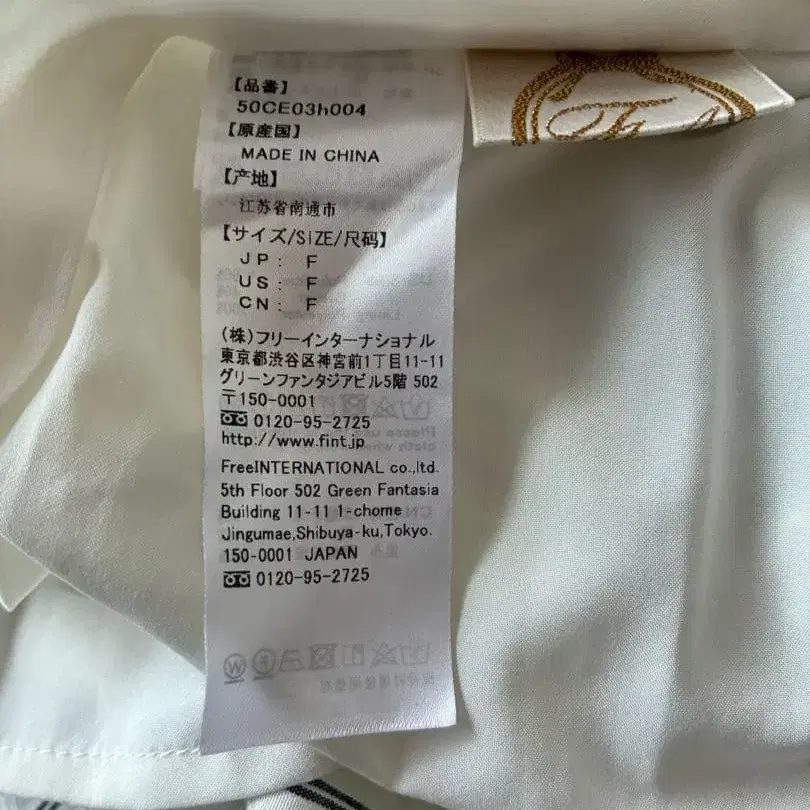 【品番】
50CE03h004
【原産国】
MADE IN CHINA
【产地】
江苏省南通市
【サイズ/SIZE/尺码】
JP: F
US: F
CN: F
(株)フリーインターナショナル
東京都渋谷区神宮前1丁目11-11
グリーンファンタジアビル5階 502
〒150-0001
0120-95-2725
http://www.fint.jp
FreeINTERNATIONAL co.,ltd.
5th Floor 502 Green Fantasia
Building 11-11 1-chome
Jingumae,Shibuya-ku,Tokyo.
150-0001 JAPAN
0120-95-2725